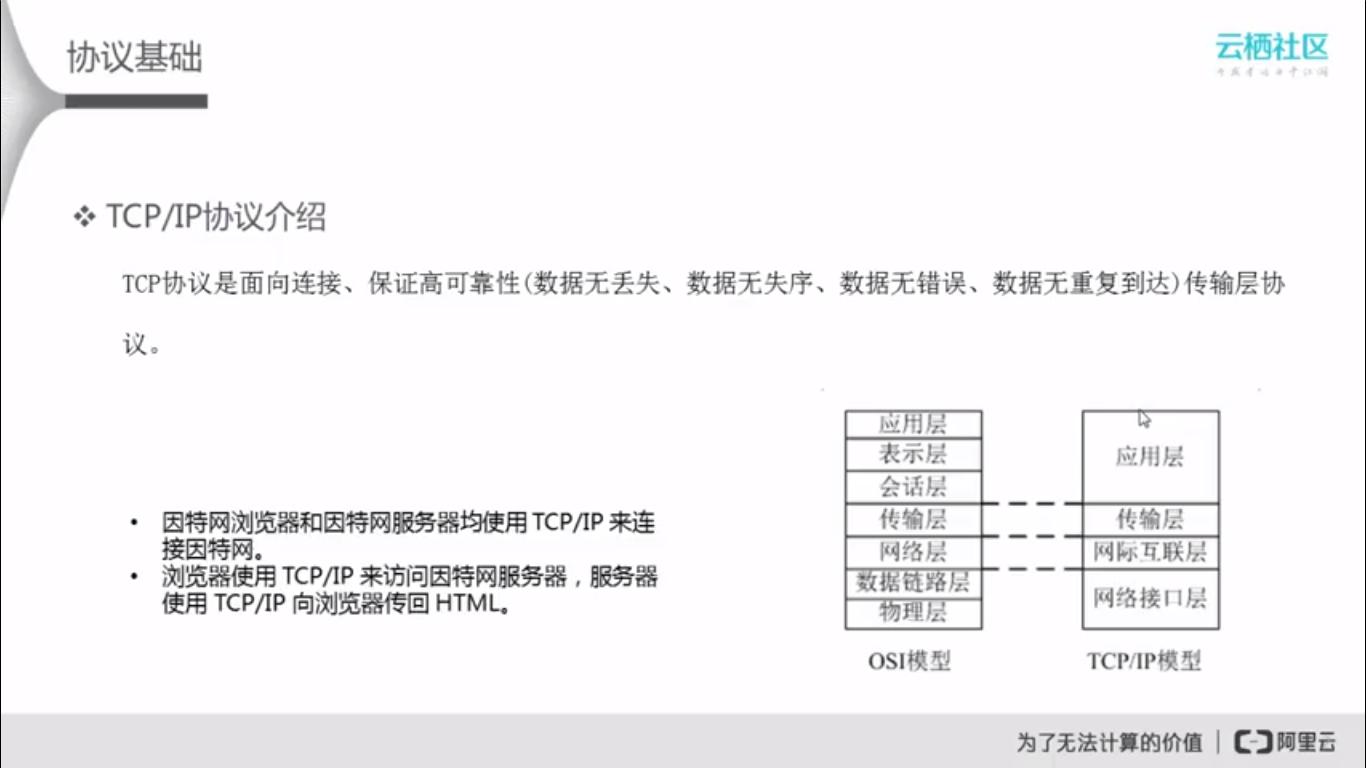 协议基础
云栖社区
TCP/IP协议介绍
TCP协议是面向连接、保证高可靠性(数据无丢失、数据无失序、数据无错误、数据无重复到达)传输层协
议。
• 因特网浏览器和因特网服务器均使用 TCP/IP 来连
接因特网。
• 浏览器使用 TCP/IP 来访问因特网服务器，服务器
使用 TCP/IP 向浏览器传回 HTML。
应用层
表示层
会话层
传输层
网络层
数据链路层
物理层
OSI模型
应用层
传输层
网际互联层
网络接口层
TCP/IP模型
为了无法计算的价值 | 阿里云